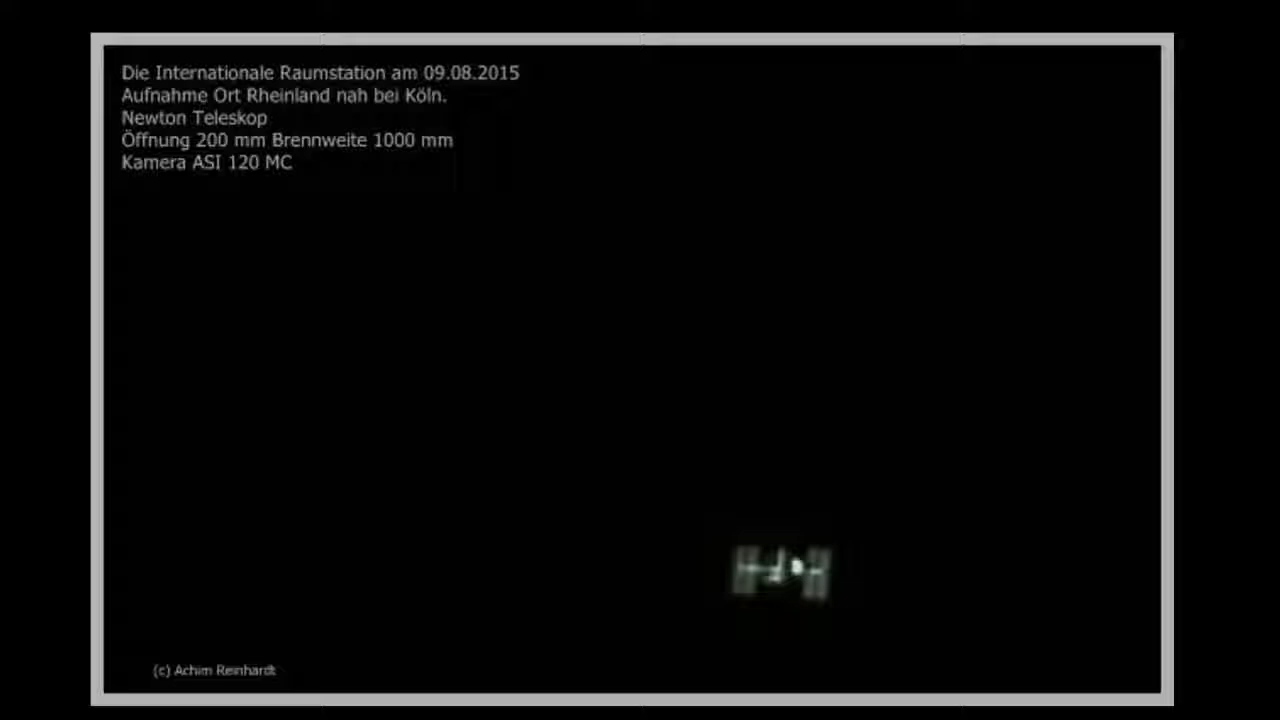 Die Internationale Raumstation am 09.08.2015
Aufnahme Ort Rheinland nah bei Köln.
Newton Teleskop
Öffnung 200 mm Brennweite 1000 mm
Kamera ASI 120 MC
(c) Achim Reinhardt